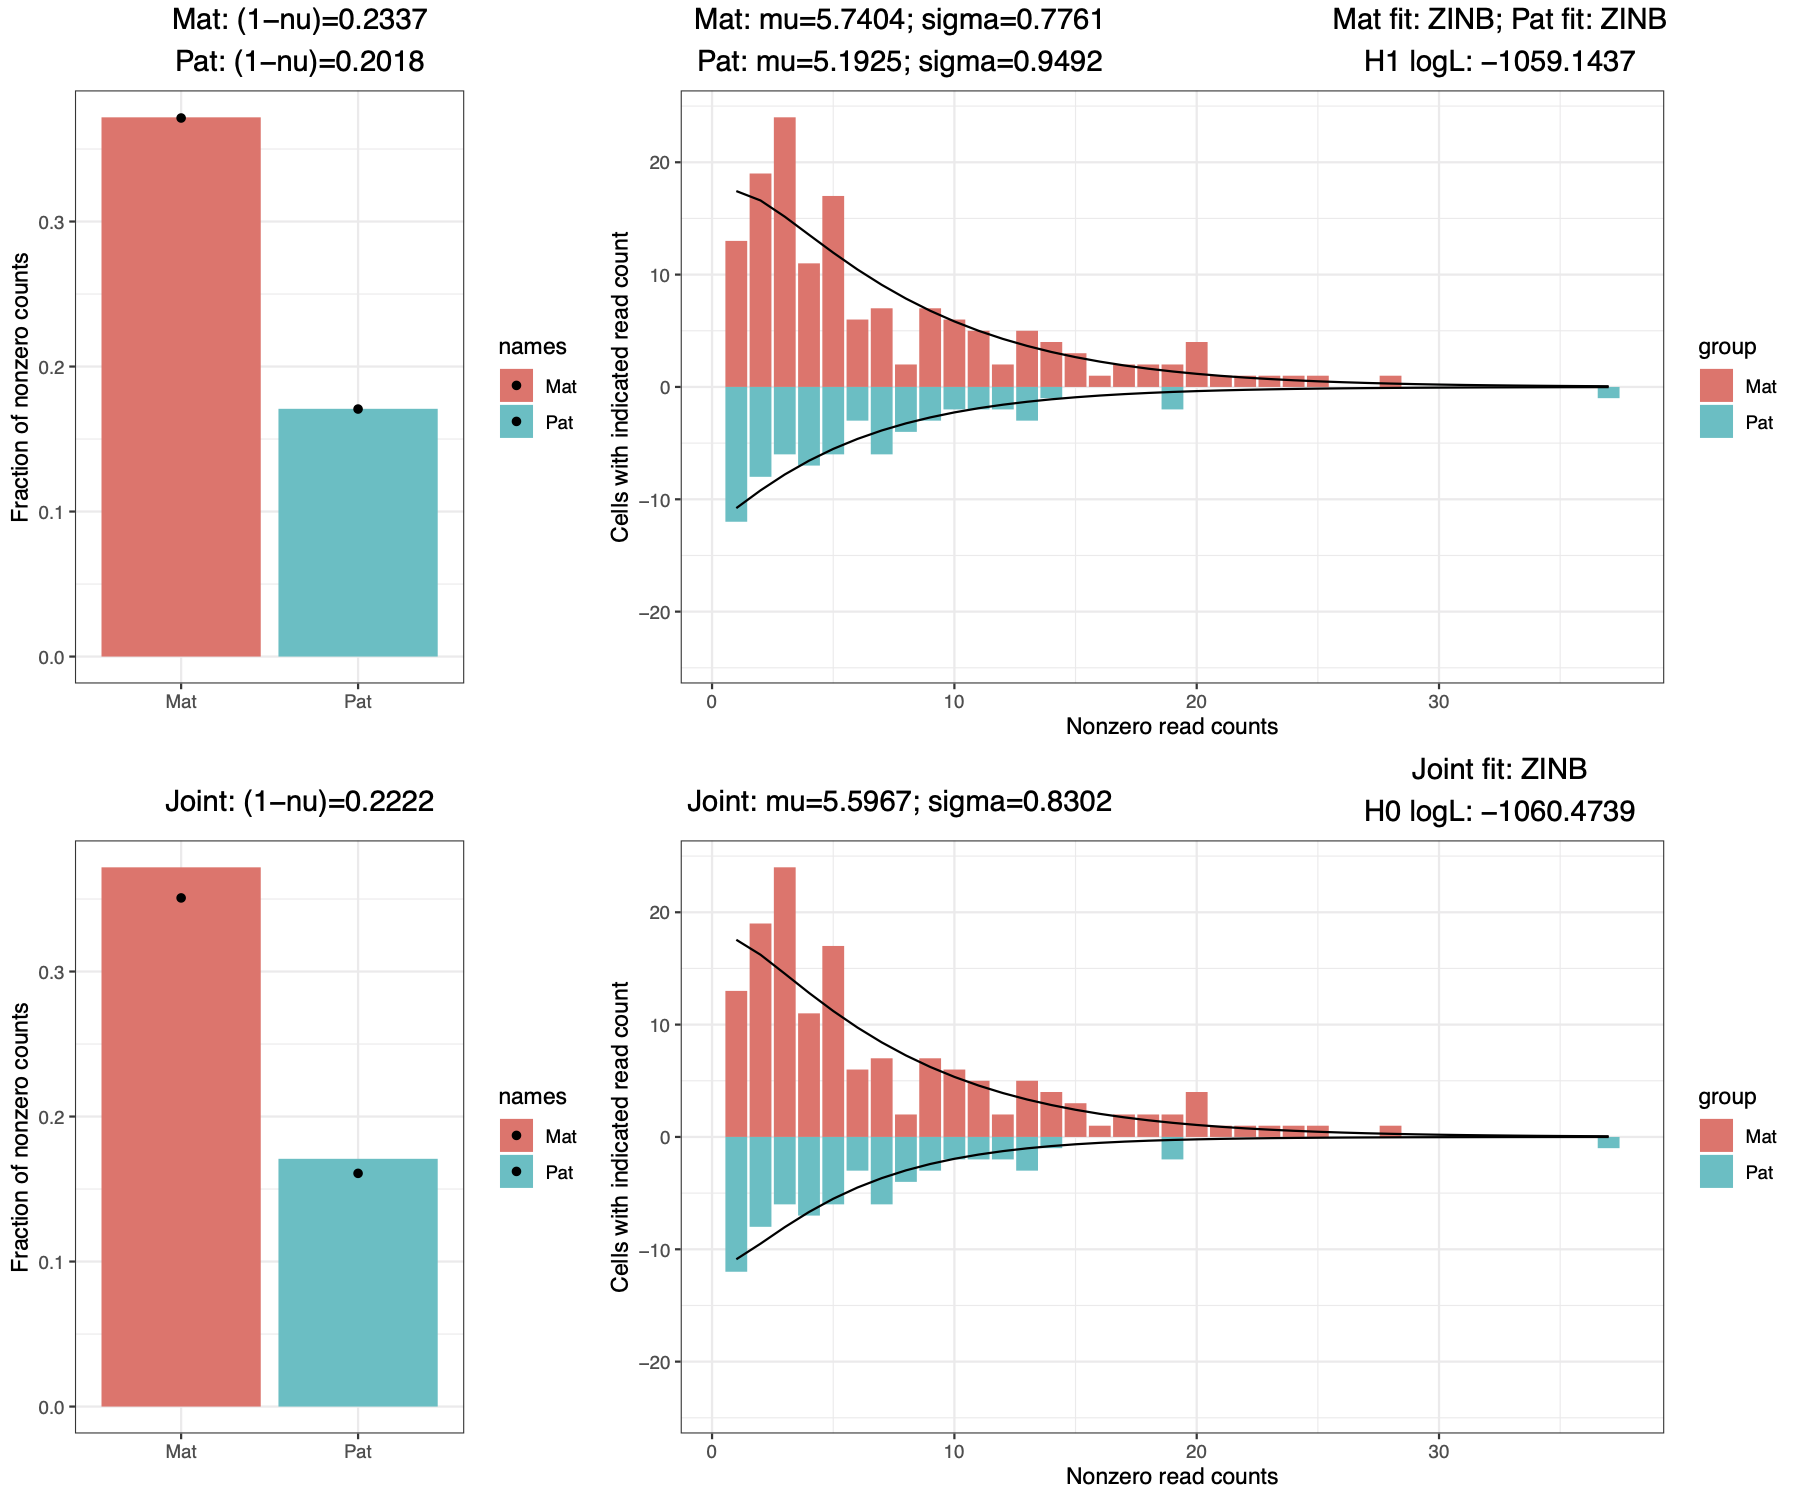 Mat: (1−nu)=0.2337
Pat: (1−nu)=0.2018
Mat: mu=5.7404; sigma=0.7761
Pat: mu=5.1925; sigma=0.9492
Mat fit: ZINB; Pat fit: ZINB
H1 logL: −1059.1437
Fraction of nonzero counts
0.3
0.2
0.1
0.0
Mat
Pat
names
Mat
Pat
Cells with indicated read count
20
10
0
−10
−20
0
10
20
30
Nonzero read counts
group
Mat
Pat
Joint: (1−nu)=0.2222
Joint: mu=5.5967; sigma=0.8302
Joint fit: ZINB
H0 logL: −1060.4739
Fraction of nonzero counts
0.3
0.2
0.1
0.0
Mat
Pat
names
Mat
Pat
Cells with indicated read count
20
10
0
−10
−20
0
10
20
30
Nonzero read counts
group
Mat
Pat